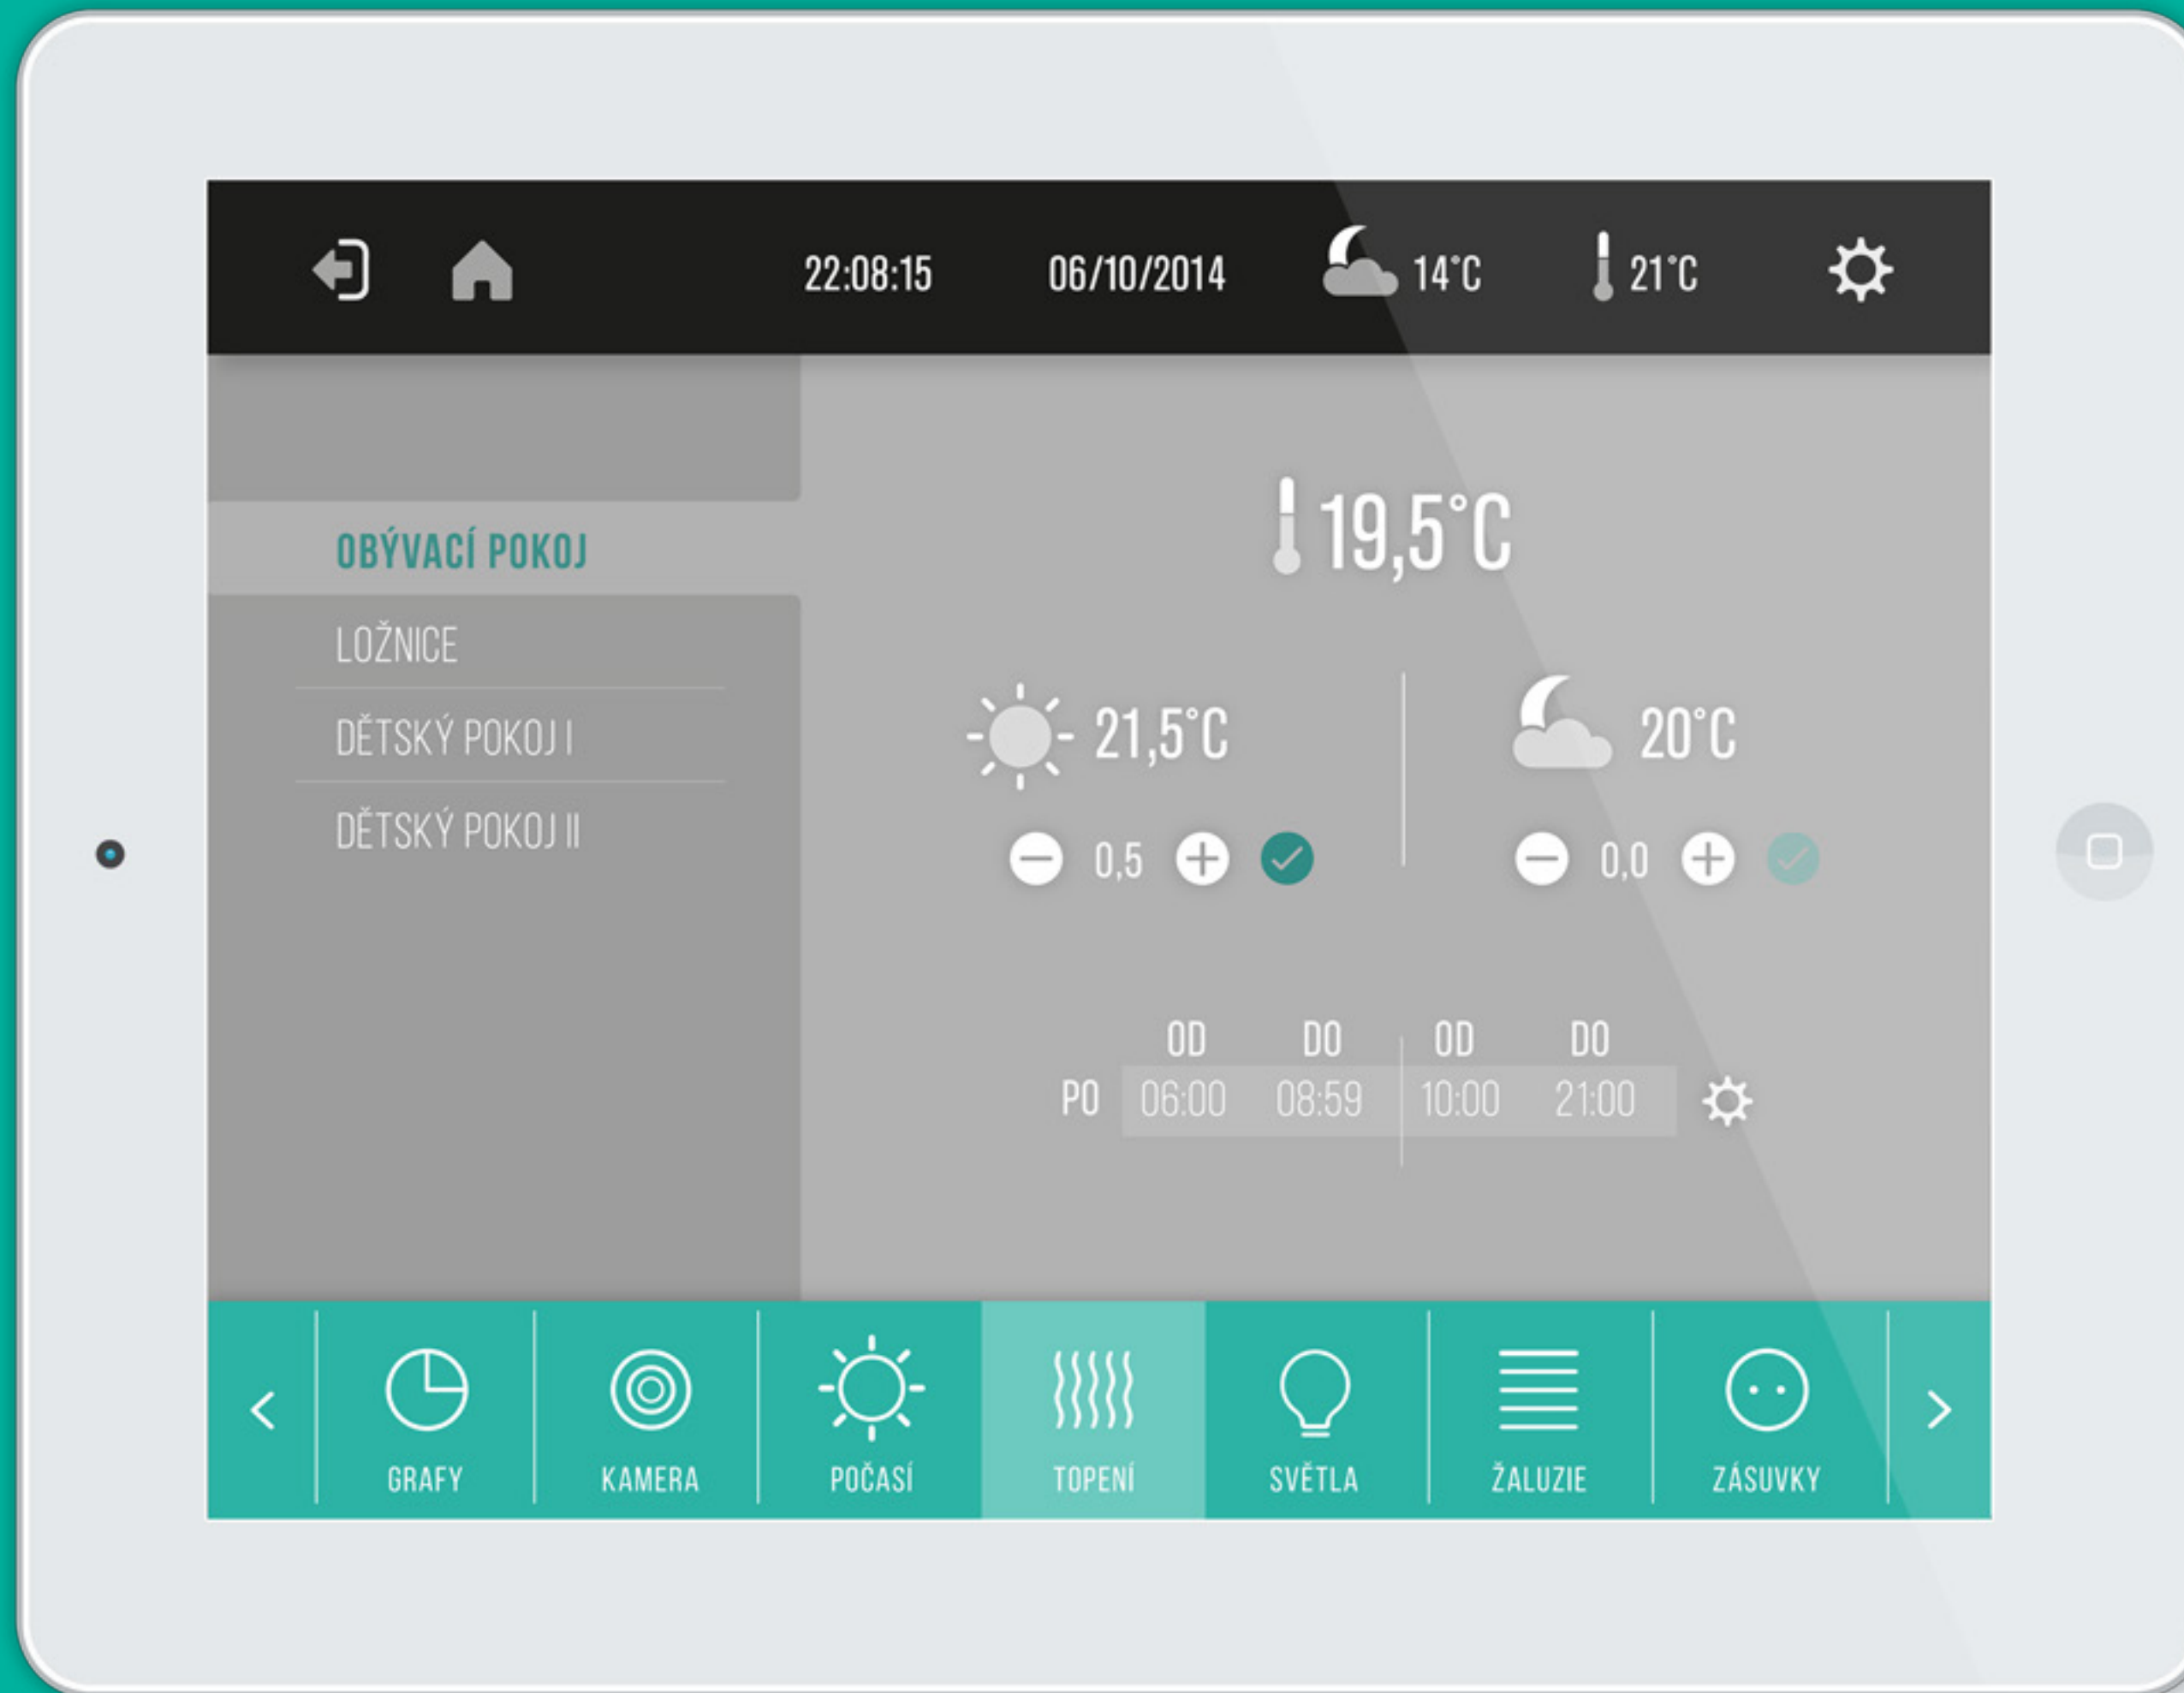 22:08:15 06/10/2014 14°C 21°C
OBÝVACÍ POKOJ
LOŽNICE
DĚTSKÝ POKOJ I
DĚTSKÝ POKOJ II
19,5°C
21,5°C 20°C
0,5 0,0
OD DO OD DO
PO 06:00 08:59 10:00 21:00
GRAFY KAMERA POČASÍ TOPENÍ SVĚTLA ŽALUZIE ZÁSUVKY